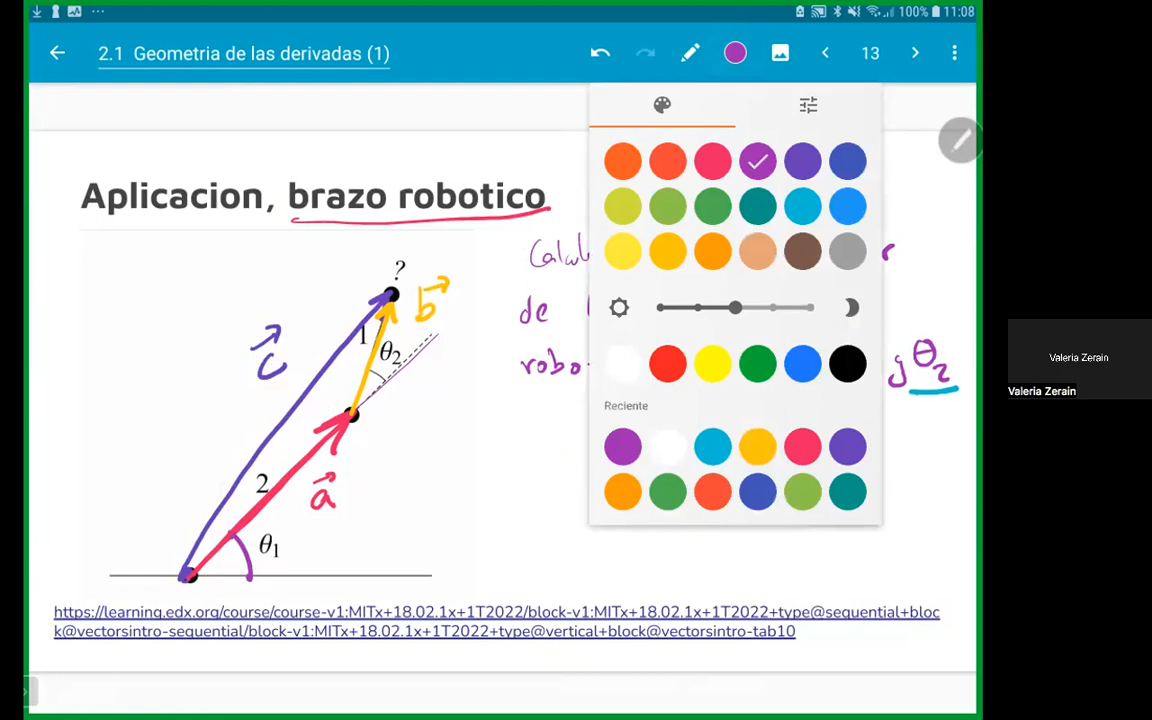 100% 11:08
2.1 Geometria de las derivadas (1)
13
Aplicacion, brazo robotico
?
b
1
θ2
c
2
a
θ1
de
y θ2
Reciente
https://learning.edx.org/course/course-v1:MITx+18.02.1x+1T2022/block-v1:MITx+18.02.1x+1T2022+type@sequential+bloc
k@vectorsintro-sequential/block-v1:MITx+18.02.1x+1T2022+type@vertical+block@vectorsintro-tab10
Valeria Zerain
Valeria Zerain